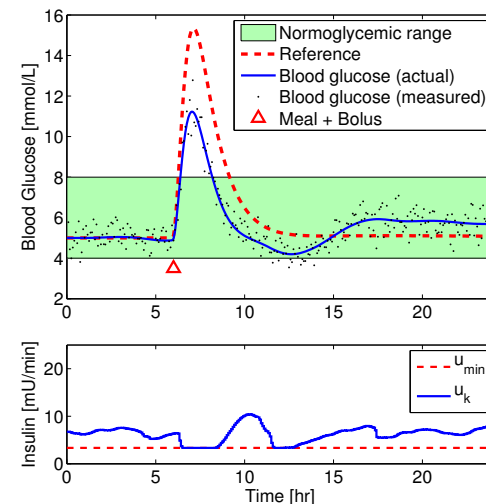 16
14
12
10
8
6
4
2
Blood Glucose [mmol/L]
Normoglycemic range
Reference
Blood glucose (actual)
Blood glucose (measured)
Meal + Bolus
0 5 10 15 20
25
20
10
0
Insulin [mU/min]
u_min
u_k
0 5 10 15 20
Time [hr]